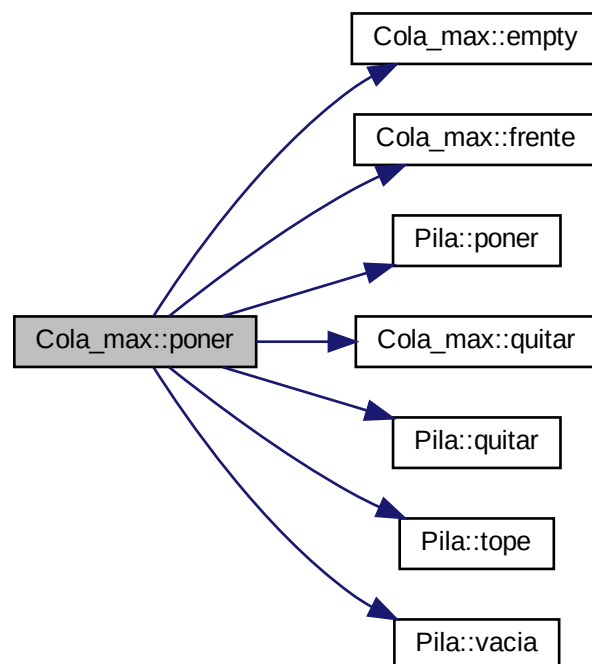 Cola_max::empty
Cola_max::frente
Pila::poner
Cola_max::poner
Cola_max::quitar
Pila::quitar
Pila::tope
Pila::vacia